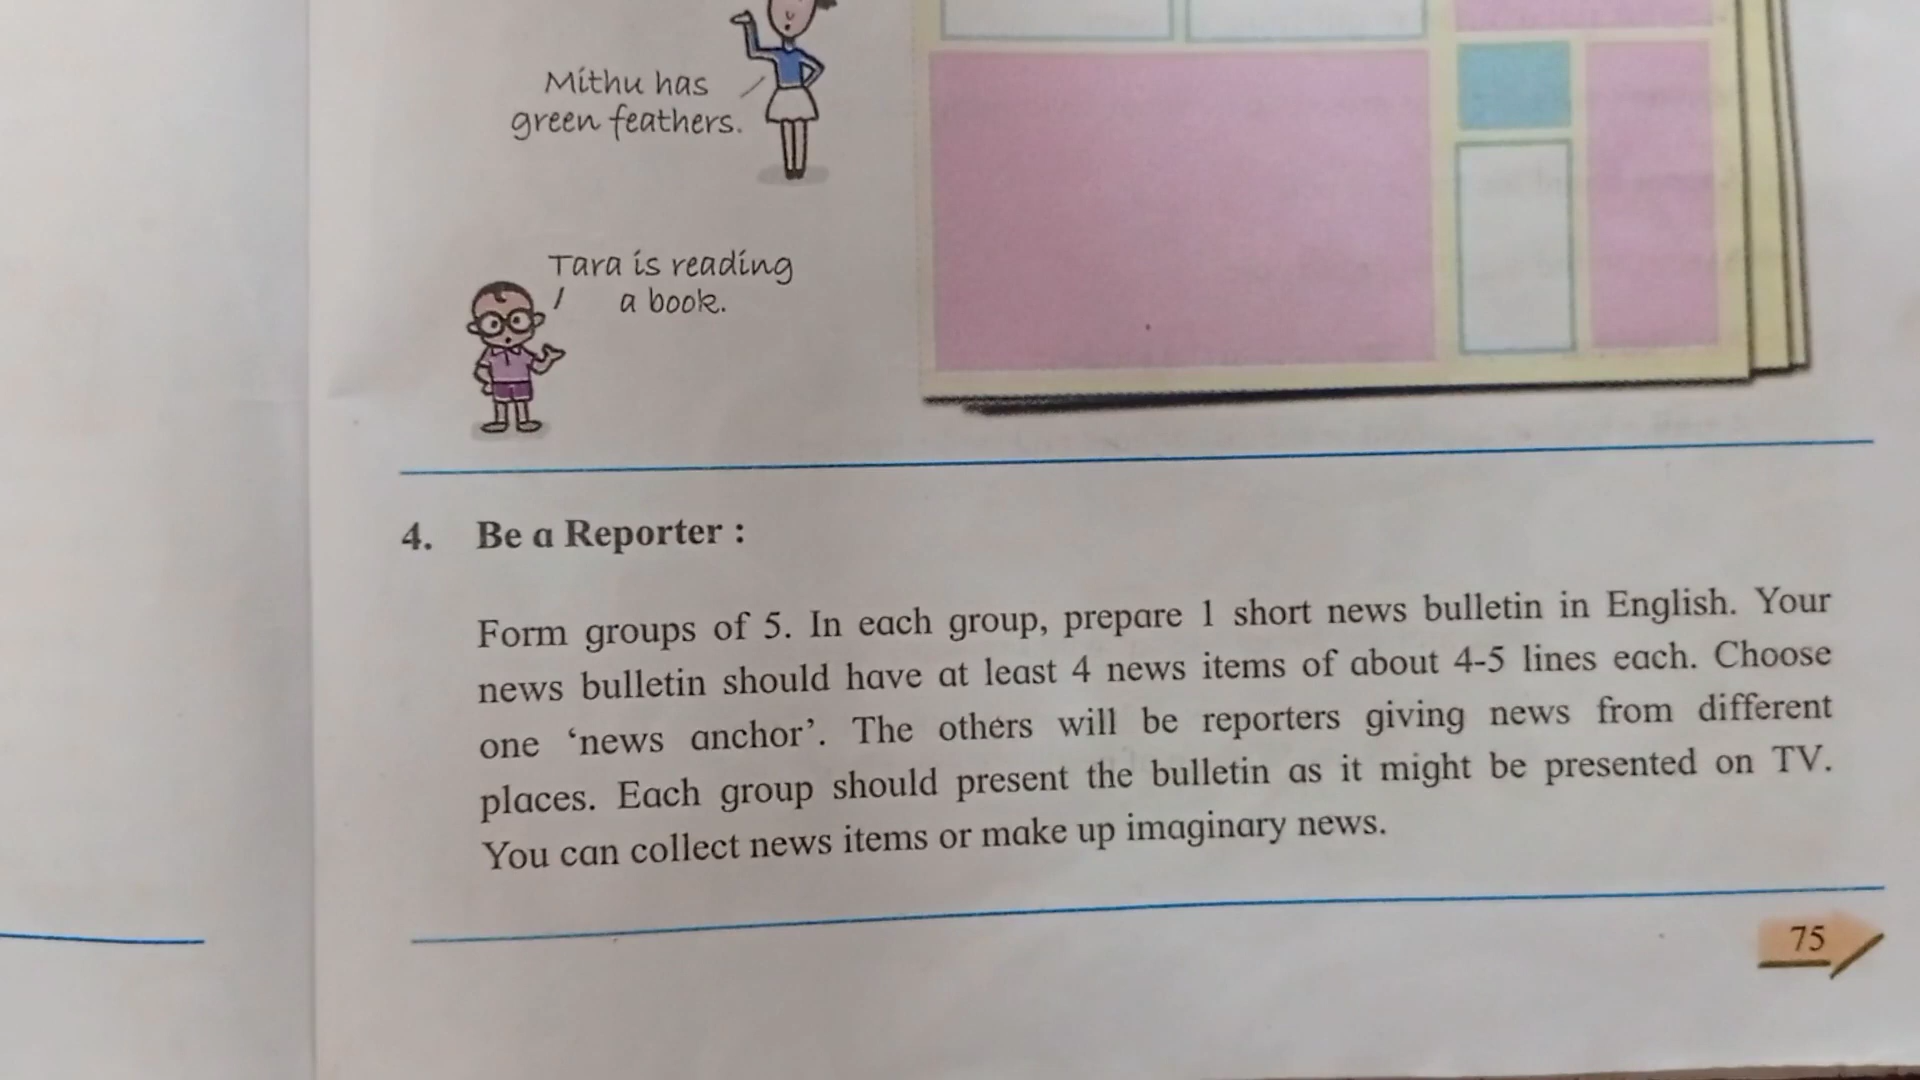 Mithu has
green feathers.
Tara is reading
a book.
4. Be a Reporter :
Form groups of 5. In each group, prepare 1 short news bulletin in English. Your
news bulletin should have at least 4 news items of about 4-5 lines each. Choose
one ‘news anchor’. The others will be reporters giving news from different
places. Each group should present the bulletin as it might be presented on TV.
You can collect news items or make up imaginary news.
75